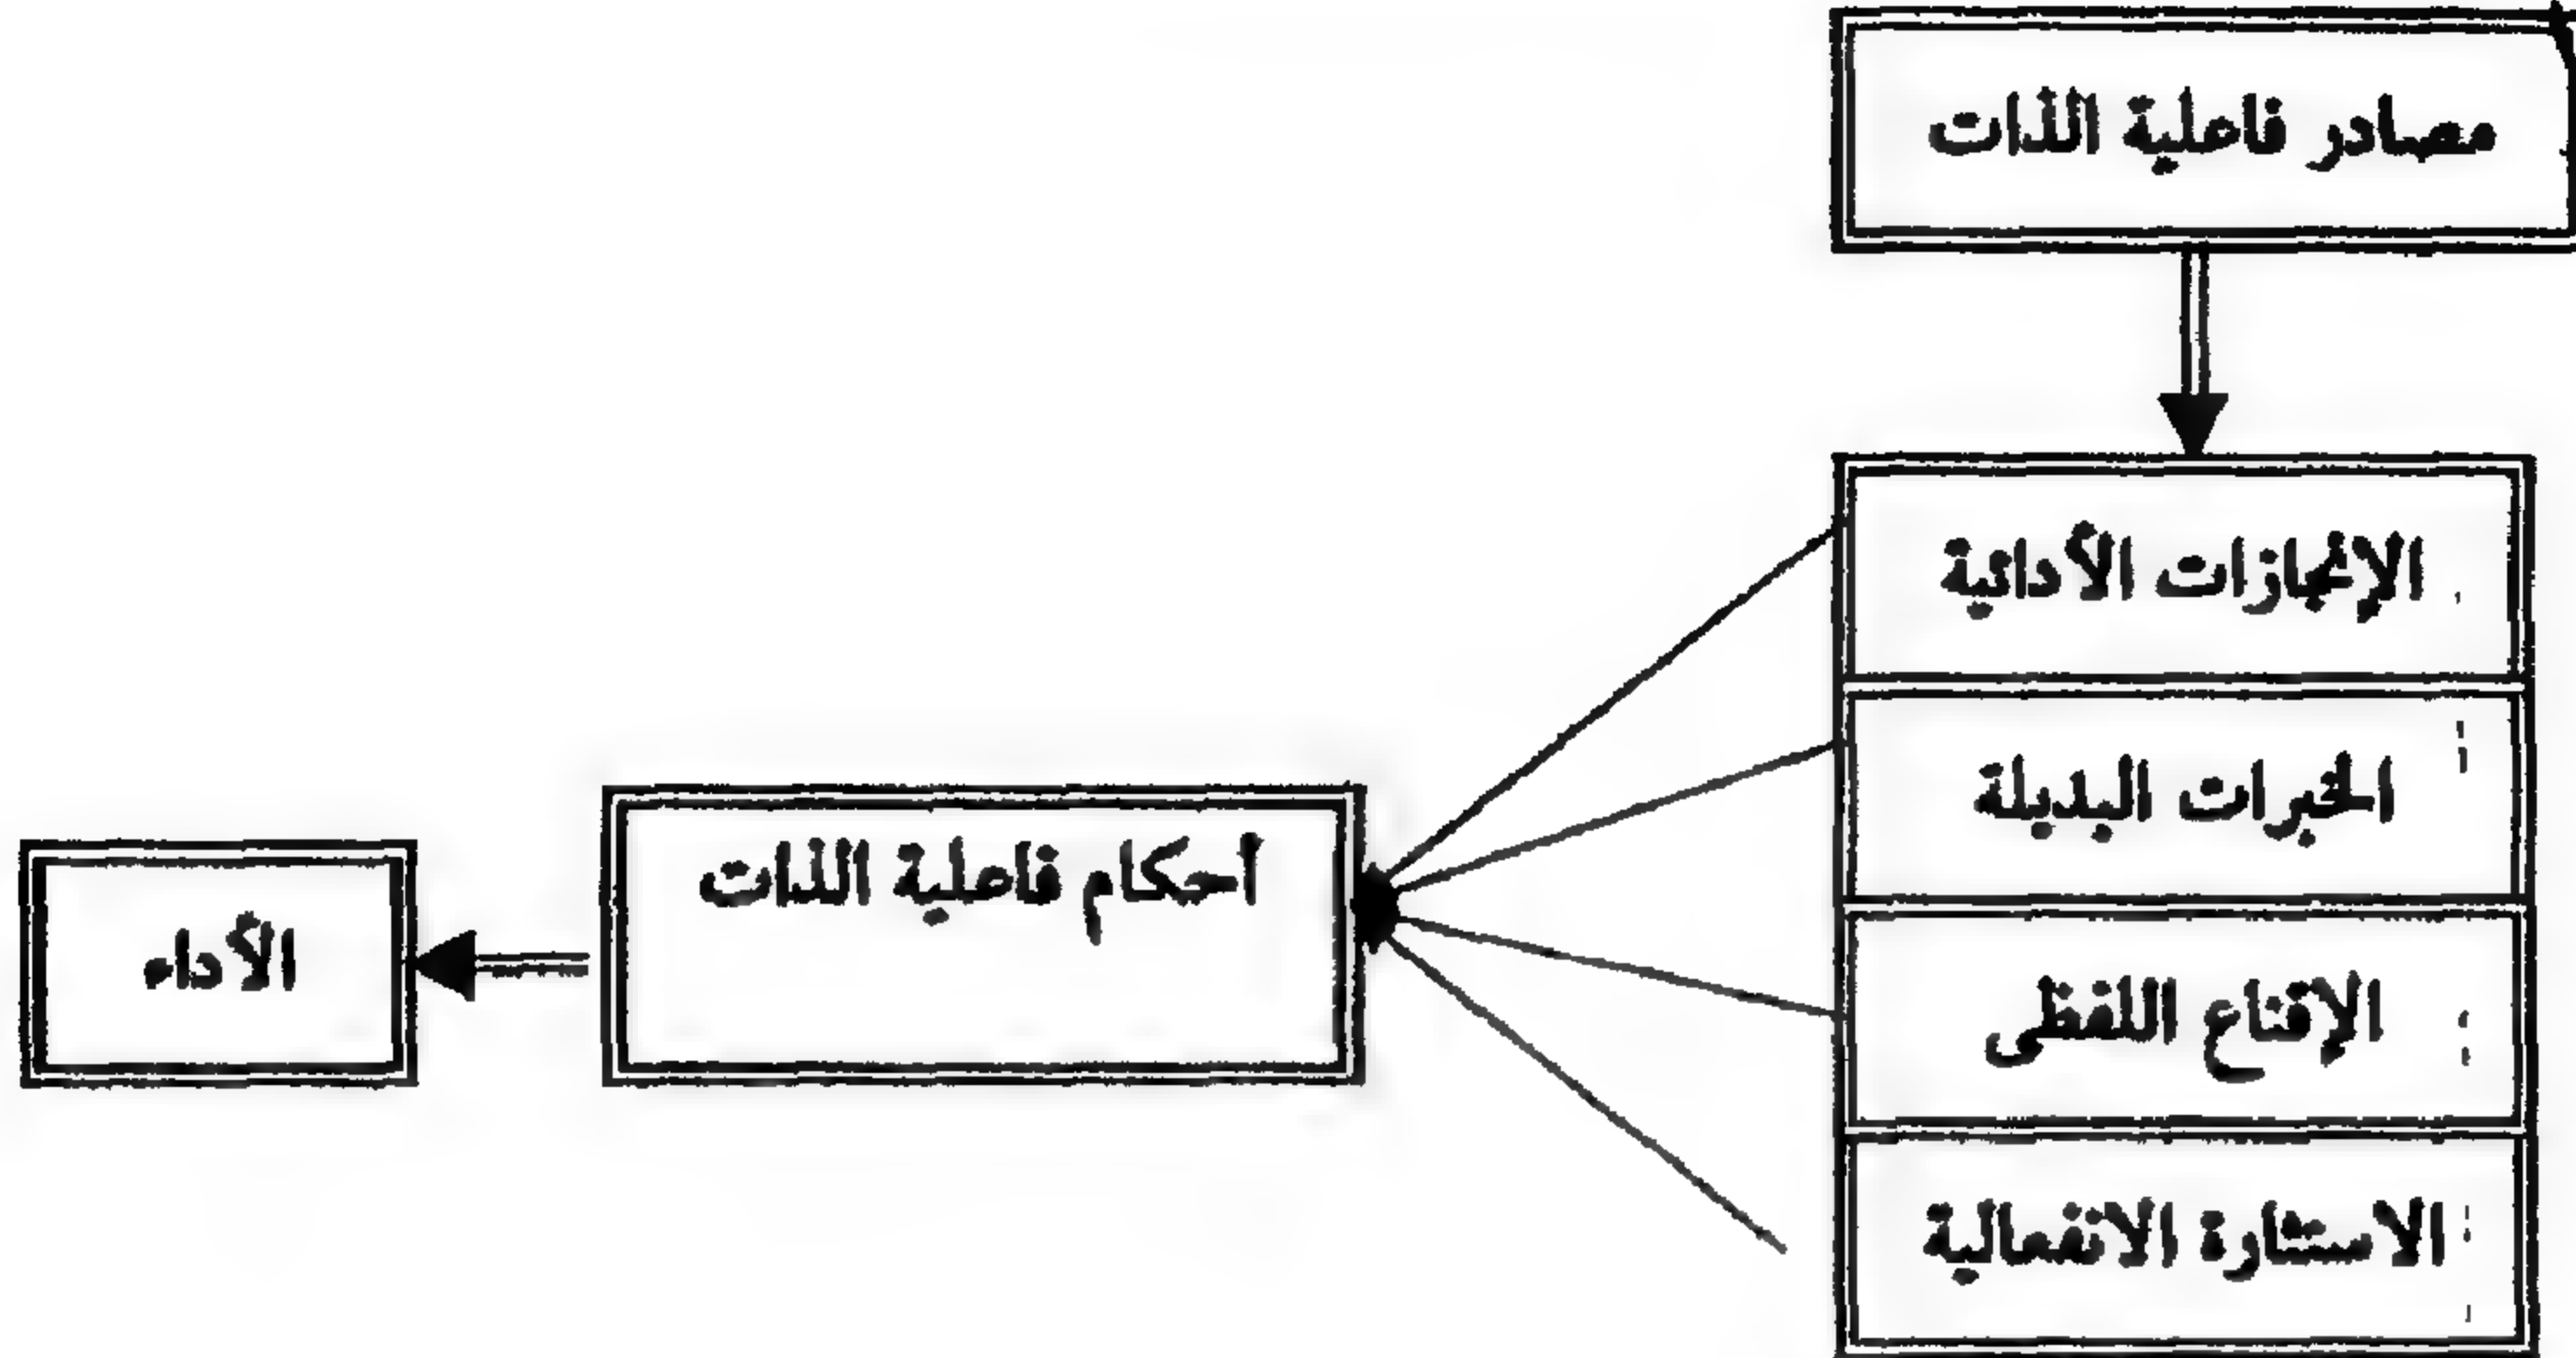 مصادر فاعلية الذات
الإنجازات الأدائية
الخبرات البديلة
الإقناع اللفظى
الاستثارة الانفعالية
أحكام فاعلية الذات
الأداء